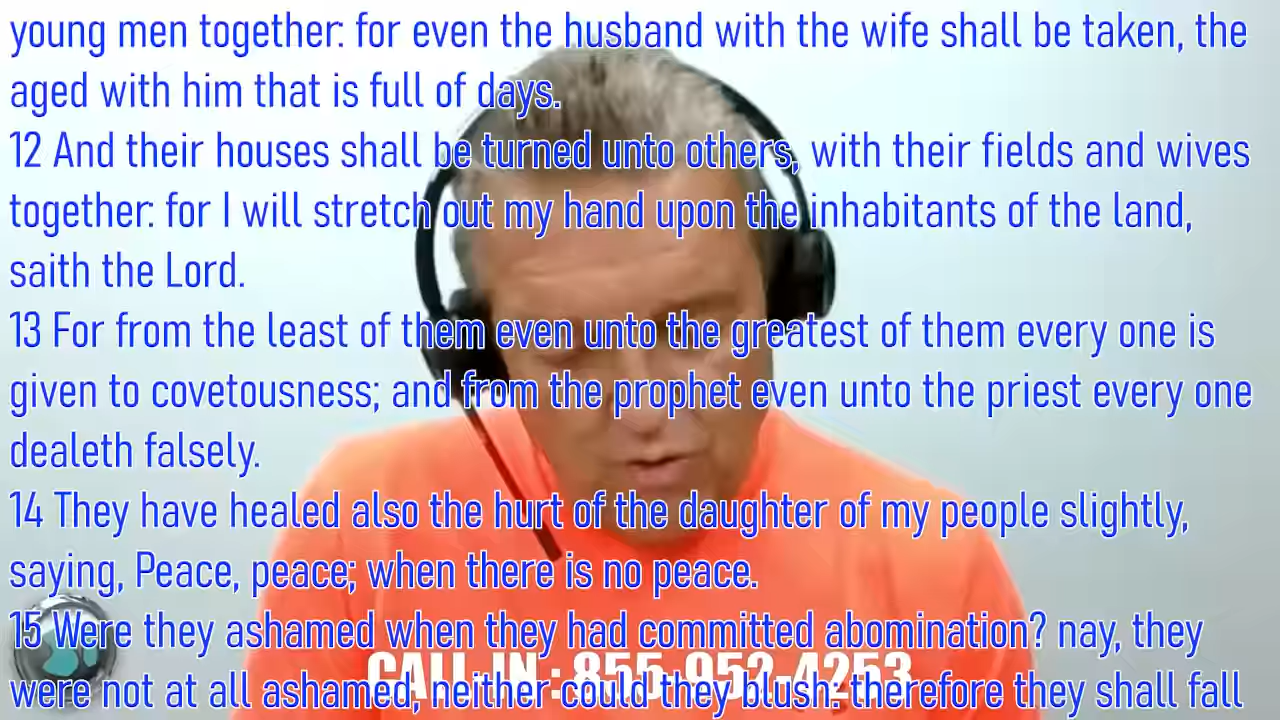 young men together: for even the husband with the wife shall be taken, the
aged with him that is full of days.
12 And their houses shall be turned unto others, with their fields and wives
together: for I will stretch out my hand upon the inhabitants of the land,
saith the Lord.
13 For from the least of them even unto the greatest of them every one is
given to covetousness; and from the prophet even unto the priest every one
dealeth falsely.
14 They have healed also the hurt of the daughter of my people slightly,
saying, Peace, peace; when there is no peace.
15 Were they ashamed when they had committed abomination? nay, they
CALL IN : 855-952-4253
were not at all ashamed, neither could they blush: therefore they shall fall